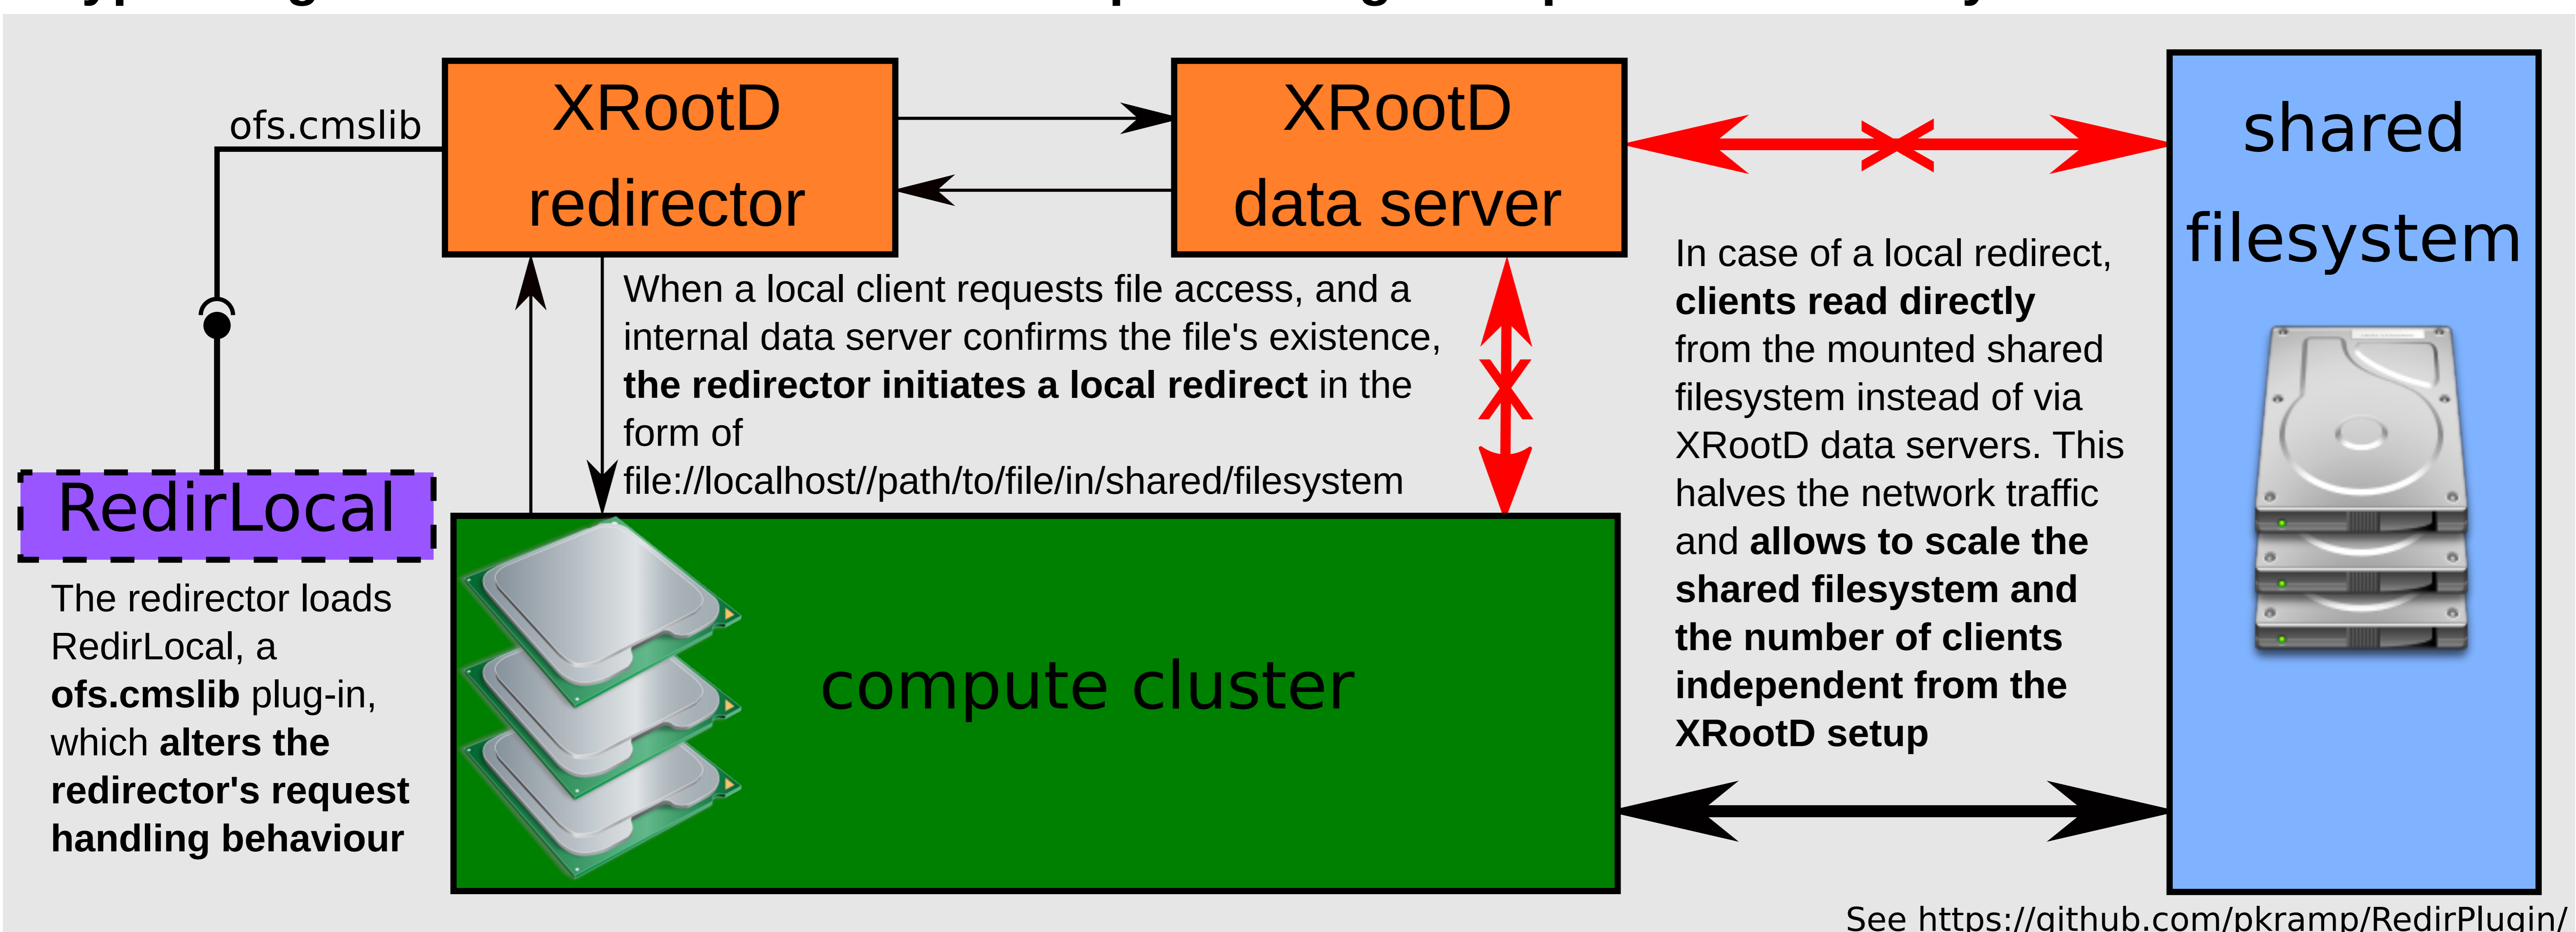 ofs.cmslib
XRootD
redirector
XRootD
data server
shared
filesystem
When a local client requests file access, and a
internal data server confirms the file's existence,
the redirector initiates a local redirect in the
form of
file://localhost//path/to/file/in/shared/filesystem
In case of a local redirect,
clients read directly
from the mounted shared
filesystem instead of via
XRootD data servers. This
halves the network traffic
and allows to scale the
shared filesystem and
the number of clients
independent from the
XRootD setup
RedirLocal
The redirector loads
RedirLocal, a
ofs.cmslib plug-in,
which alters the
redirector's request
handling behaviour
compute cluster
See https://github.com/pkramp/RedirPlugin/